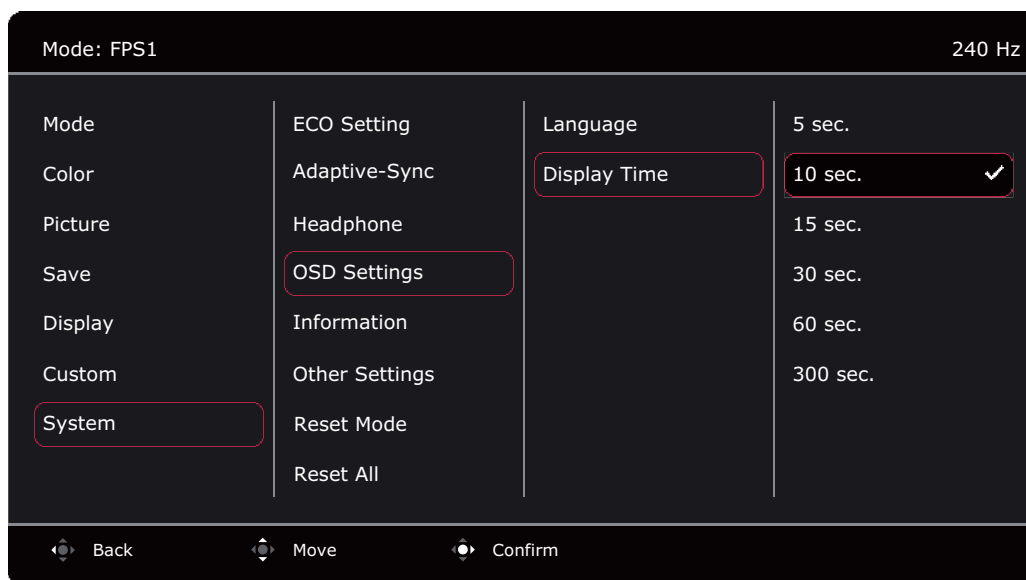 Mode: FPS1
240 Hz
Mode
Color
Picture
Save
Display
Custom
System
ECO Setting
Adaptive-Sync
Headphone
OSD Settings
Information
Other Settings
Reset Mode
Reset All
Language
Display Time
5 sec.
10 sec.
15 sec.
30 sec.
60 sec.
300 sec.
Back
Move
Confirm